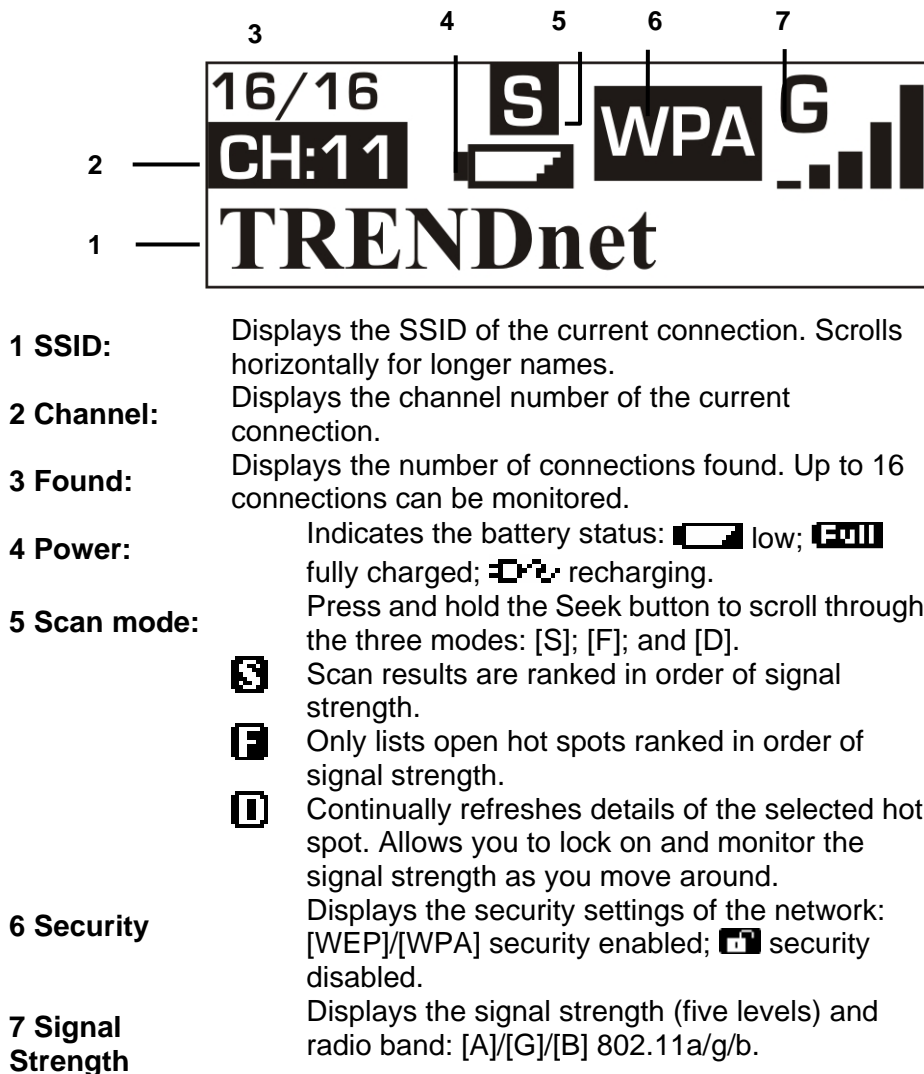 4 5 6 7
3
16/16 S WPA G
2 CH:11
1 TRENDnet
1 SSID: Displays the SSID of the current connection. Scrolls
horizontally for longer names.
2 Channel: Displays the channel number of the current
connection.
3 Found: Displays the number of connections found. Up to 16
connections can be monitored.
4 Power: Indicates the battery status: low; Full
fully charged; recharging.
5 Scan mode: Press and hold the Seek button to scroll through
the three modes: [S]; [F]; and [D].
S Scan results are ranked in order of signal
strength.
F Only lists open hot spots ranked in order of
signal strength.
D Continually refreshes details of the selected hot
spot. Allows you to lock on and monitor the
signal strength as you move around.
6 Security Displays the security settings of the network:
[WEP]/[WPA] security enabled; security
disabled.
7 Signal Displays the signal strength (five levels) and
Strength radio band: [A]/[G]/[B] 802.11a/g/b.